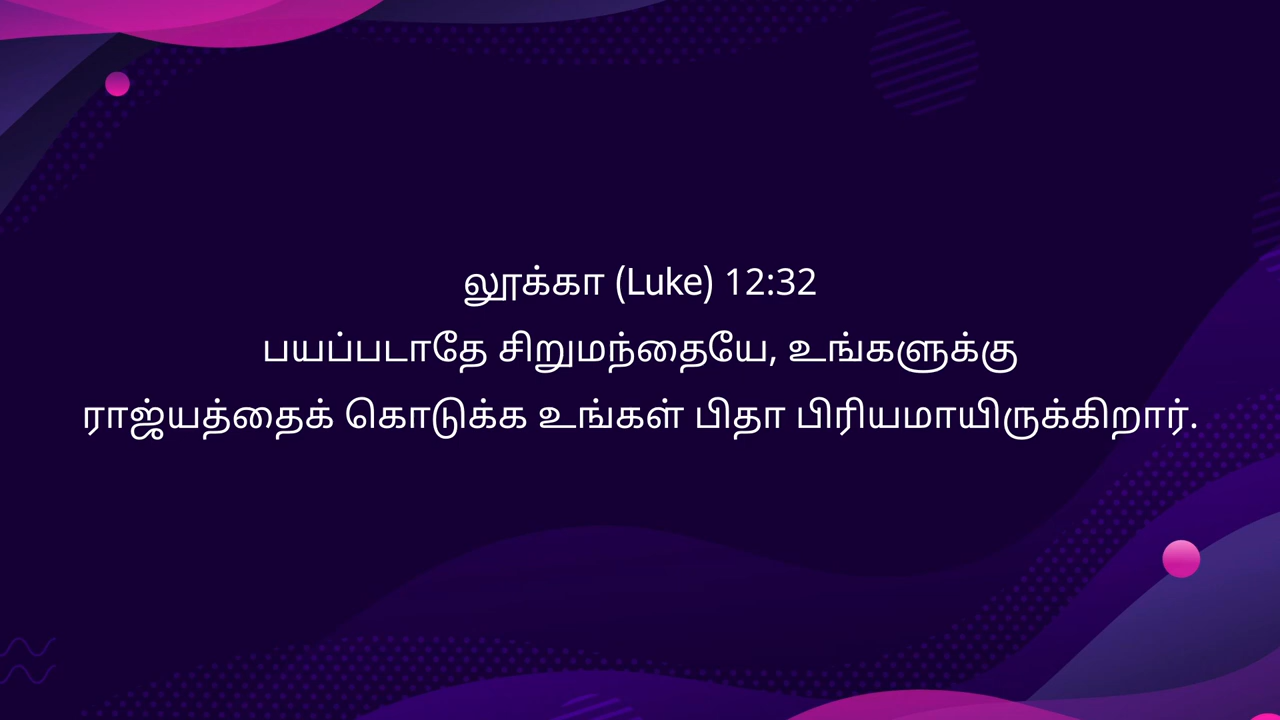 லூக்கா (Luke) 12:32
பயப்படாதே சிறுமந்தையே, உங்களுக்கு
ராஜ்யத்தைக் கொடுக்க உங்கள் பிதா பிரியமாயிருக்கிறார்.